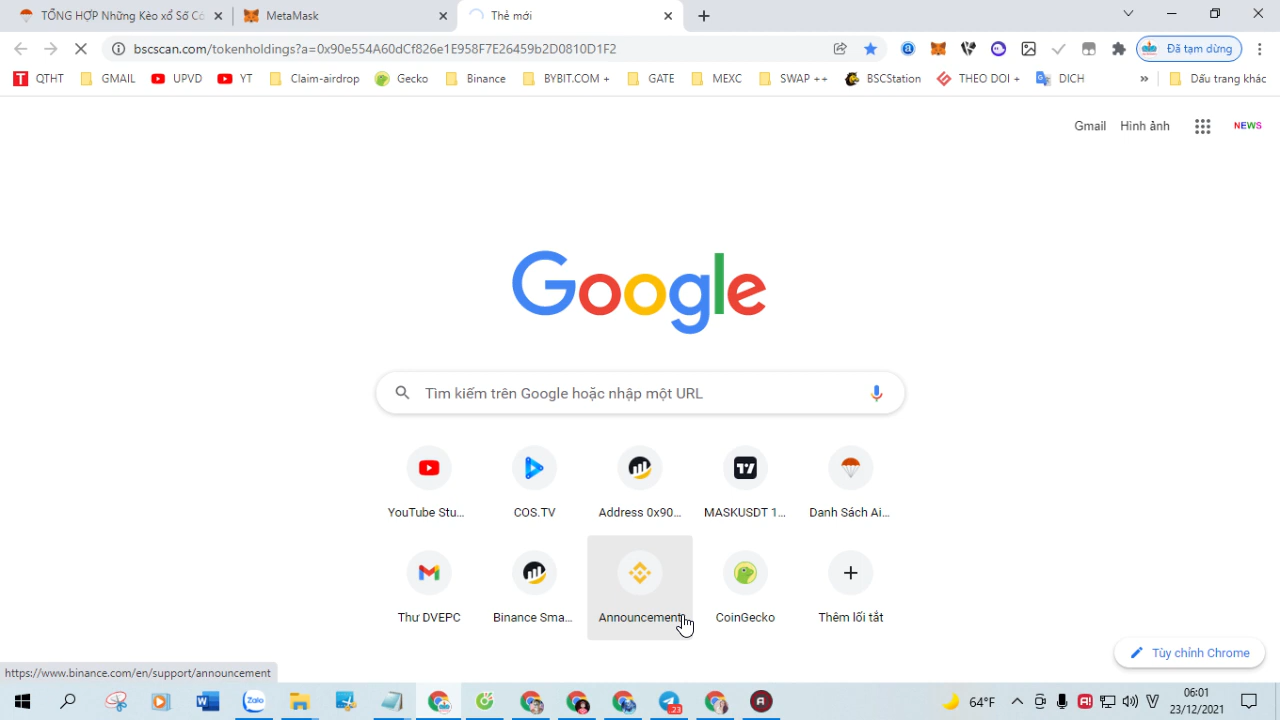 TỔNG HỢP Những Kèo xổ Số Cơ
MetaMask
Thẻ mới
bscscan.com/tokenholdings?a=0x90e554A60dCf826e1E958F7E26459b2D0810D1F2
Đã tạm dừng
QTHT
GMAIL
UPVD
YT
Claim-airdrop
Gecko
Binance
BYBIT.COM +
GATE
MEXC
SWAP ++
BSCStation
THEO DOI +
DICH
»
Dấu trang khác
Gmail
Hình ảnh
NEWS
Google
Tìm kiếm trên Google hoặc nhập một URL
YouTube Stu...
COS.TV
Address 0x90...
MASKUSDT 1...
Danh Sách Ai...
Thư DVEPC
Binance Sma...
Announcement
CoinGecko
Thêm lối tắt
Tùy chỉnh Chrome
https://www.binance.com/en/support/announcement
Zalo
23
64°F
06:01
23/12/2021